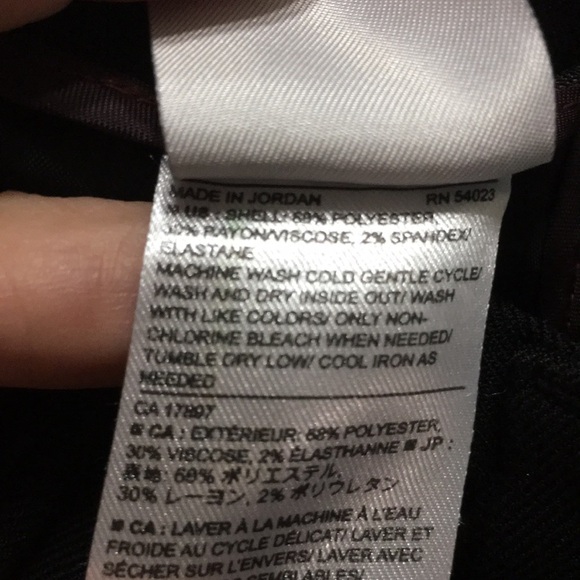 MADE IN JORDAN RN 54023
US - SHELL: 68% POLYESTER,
30% RAYON/VISCOSE, 2% SPANDEX/
ELASTANE
MACHINE WASH COLD GENTLE CYCLE/
WASH AND DRY INSIDE OUT/ WASH
WITH LIKE COLORS/ ONLY NON-
CHLORINE BLEACH WHEN NEEDED/
TUMBLE DRY LOW/ COOL IRON AS
NEEDED
CA 17897
CA : EXTÉRIEUR: 68% POLYESTER,
30% VISCOSE, 2% ÉLASTHANNE JP :
表地: 68% ポリエステル,
30% レーヨン, 2% ポリウレタン
CA : LAVER À LA MACHINE À L'EAU
FROIDE AU CYCLE DÉLICAT/ LAVER ET
SÉCHER SUR L'ENVERS/ LAVER AVEC
SEMBLABLES/